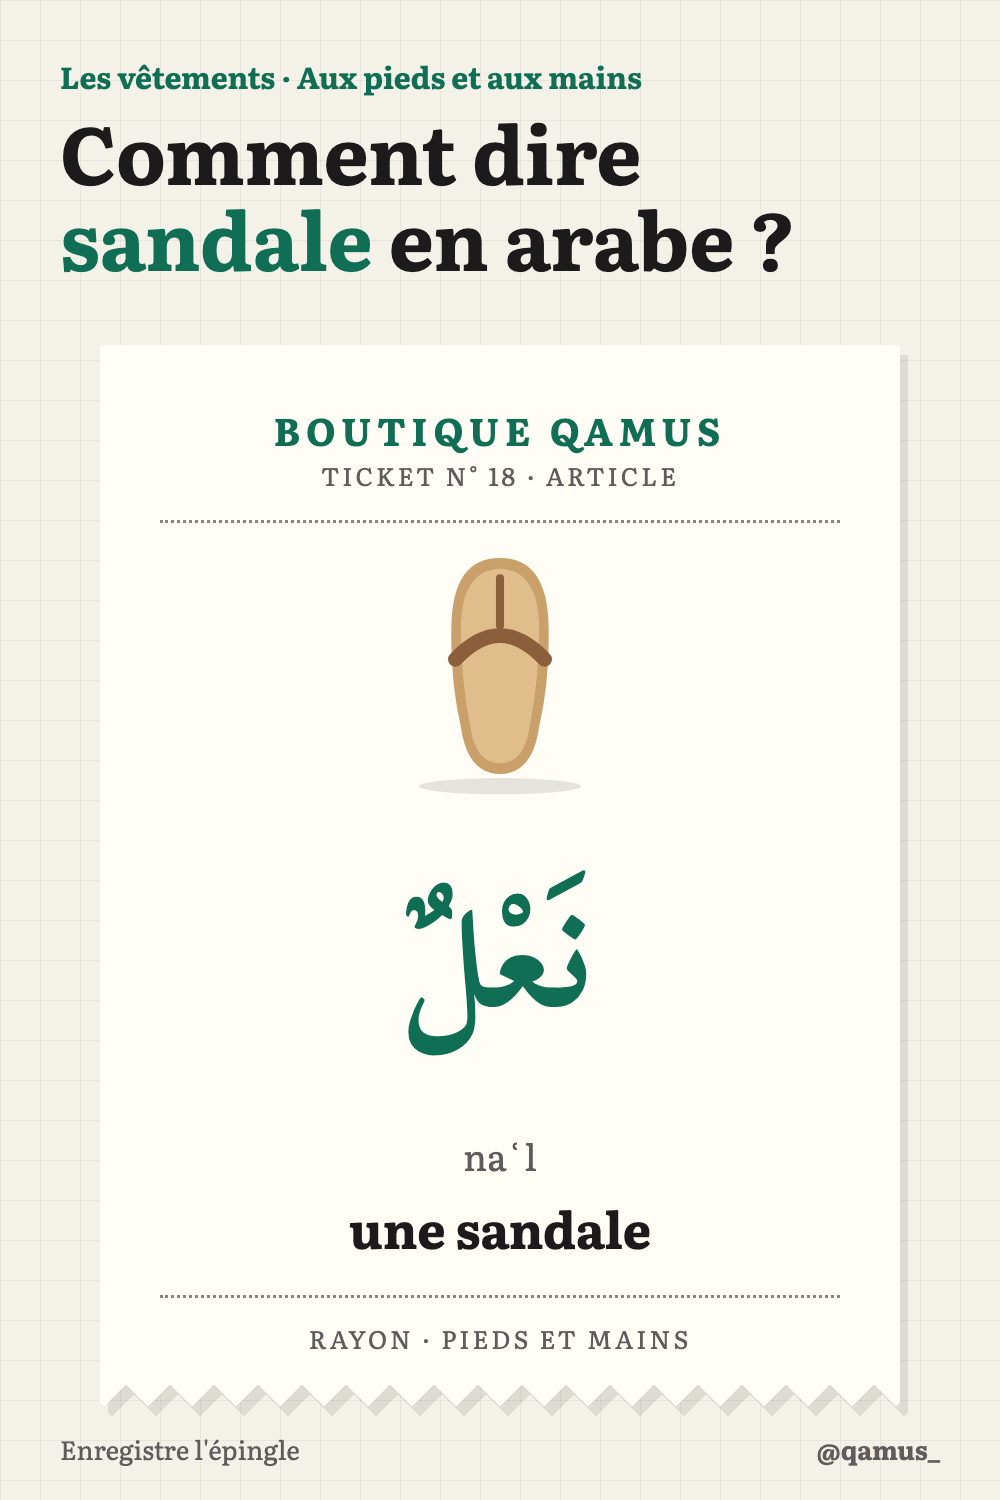 Les vêtements · Aux pieds et aux mains
Comment dire
sandale en arabe ?
BOUTIQUE QAMUS
TICKET N° 18 · ARTICLE
نَعْلٌ
naʿl
une sandale
RAYON · PIEDS ET MAINS
Enregistre l'épingle
@qamus_